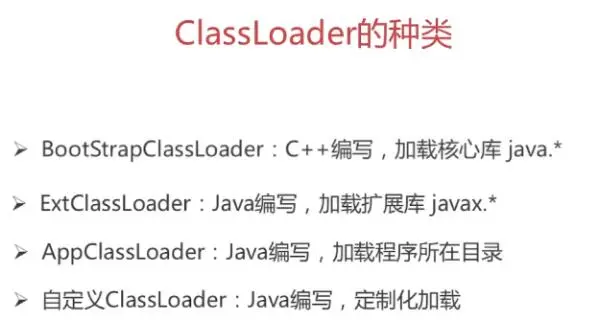 ClassLoader的种类
➢ BootStrapClassLoader：C++编写，加载核心库 java.*
➢ ExtClassLoader：Java编写，加载扩展库 javax.*
➢ AppClassLoader：Java编写，加载程序所在目录
➢ 自定义ClassLoader：Java编写，定制化加载